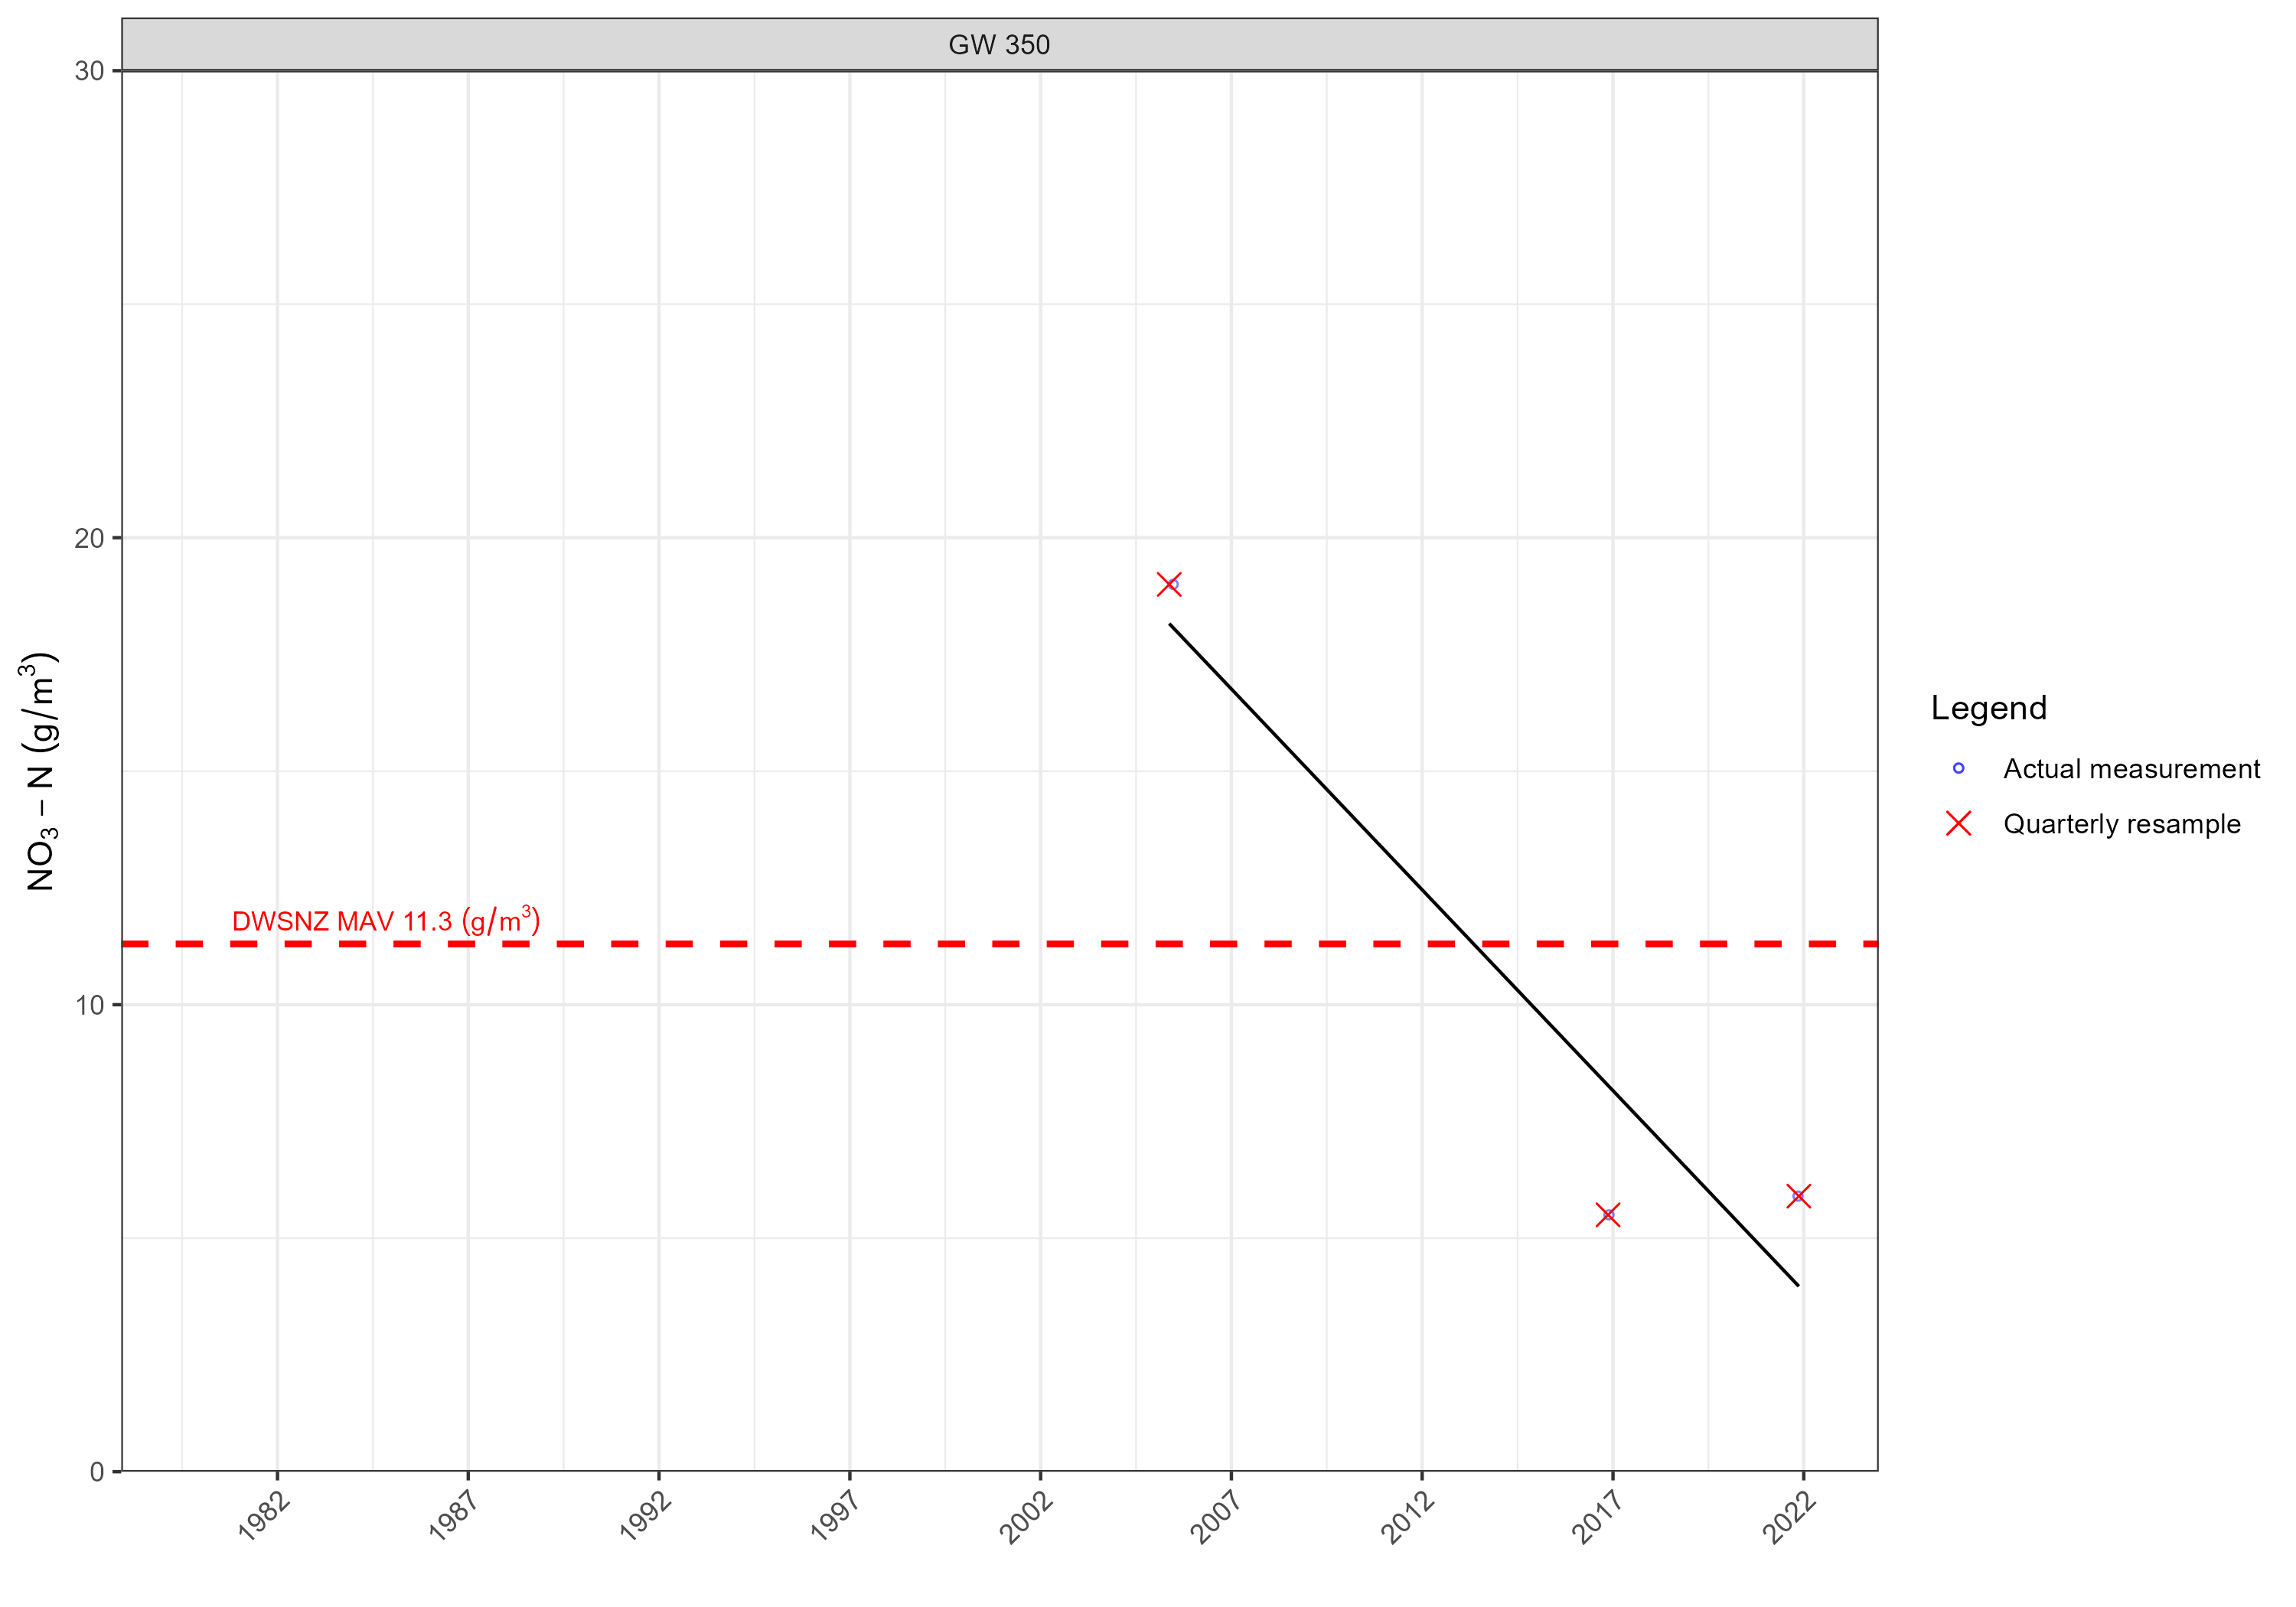 GW 350
30
20
10
0
NO₃ – N (g/m³)
DWSNZ MAV 11.3 (g/m³)
1982
1987
1992
1997
2002
2007
2012
2017
2022
Legend
Actual measurement
Quarterly resample